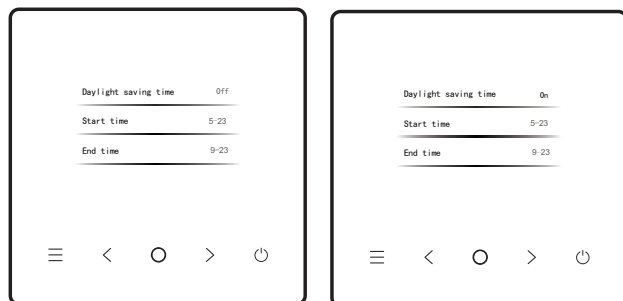 Daylight saving time Off
Start time 5-23
End time 9-23
Daylight saving time On
Start time 5-23
End time 9-23